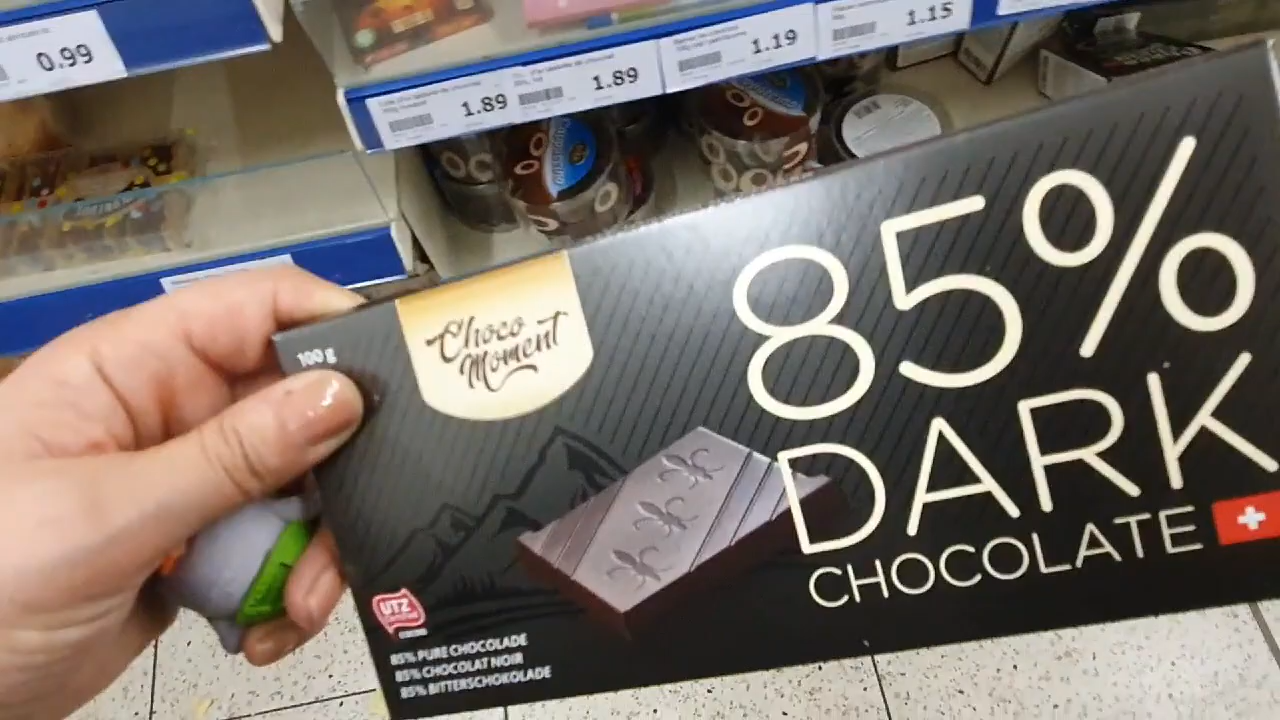 0.99
1.89
1.89
1.19
1.15
100 g
Choco
Moment
85%
DARK
CHOCOLATE
UTZ
85% PURE CHOCOLADE
85% CHOCOLAT NOIR
85% BITTERSCHOKOLADE